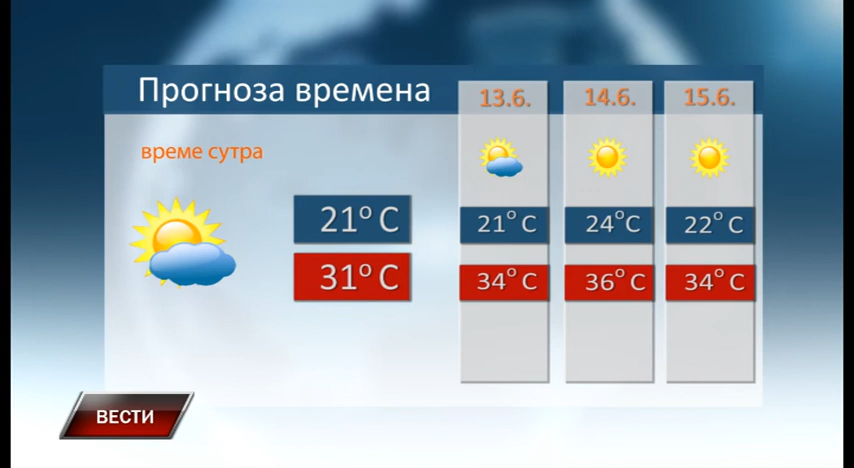 Прогноза времена
време сутра
21° C
31° C
13.6. 14.6. 15.6.
21° C 24°C 22° C
34° C 36° C 34° C
ВЕСТИ